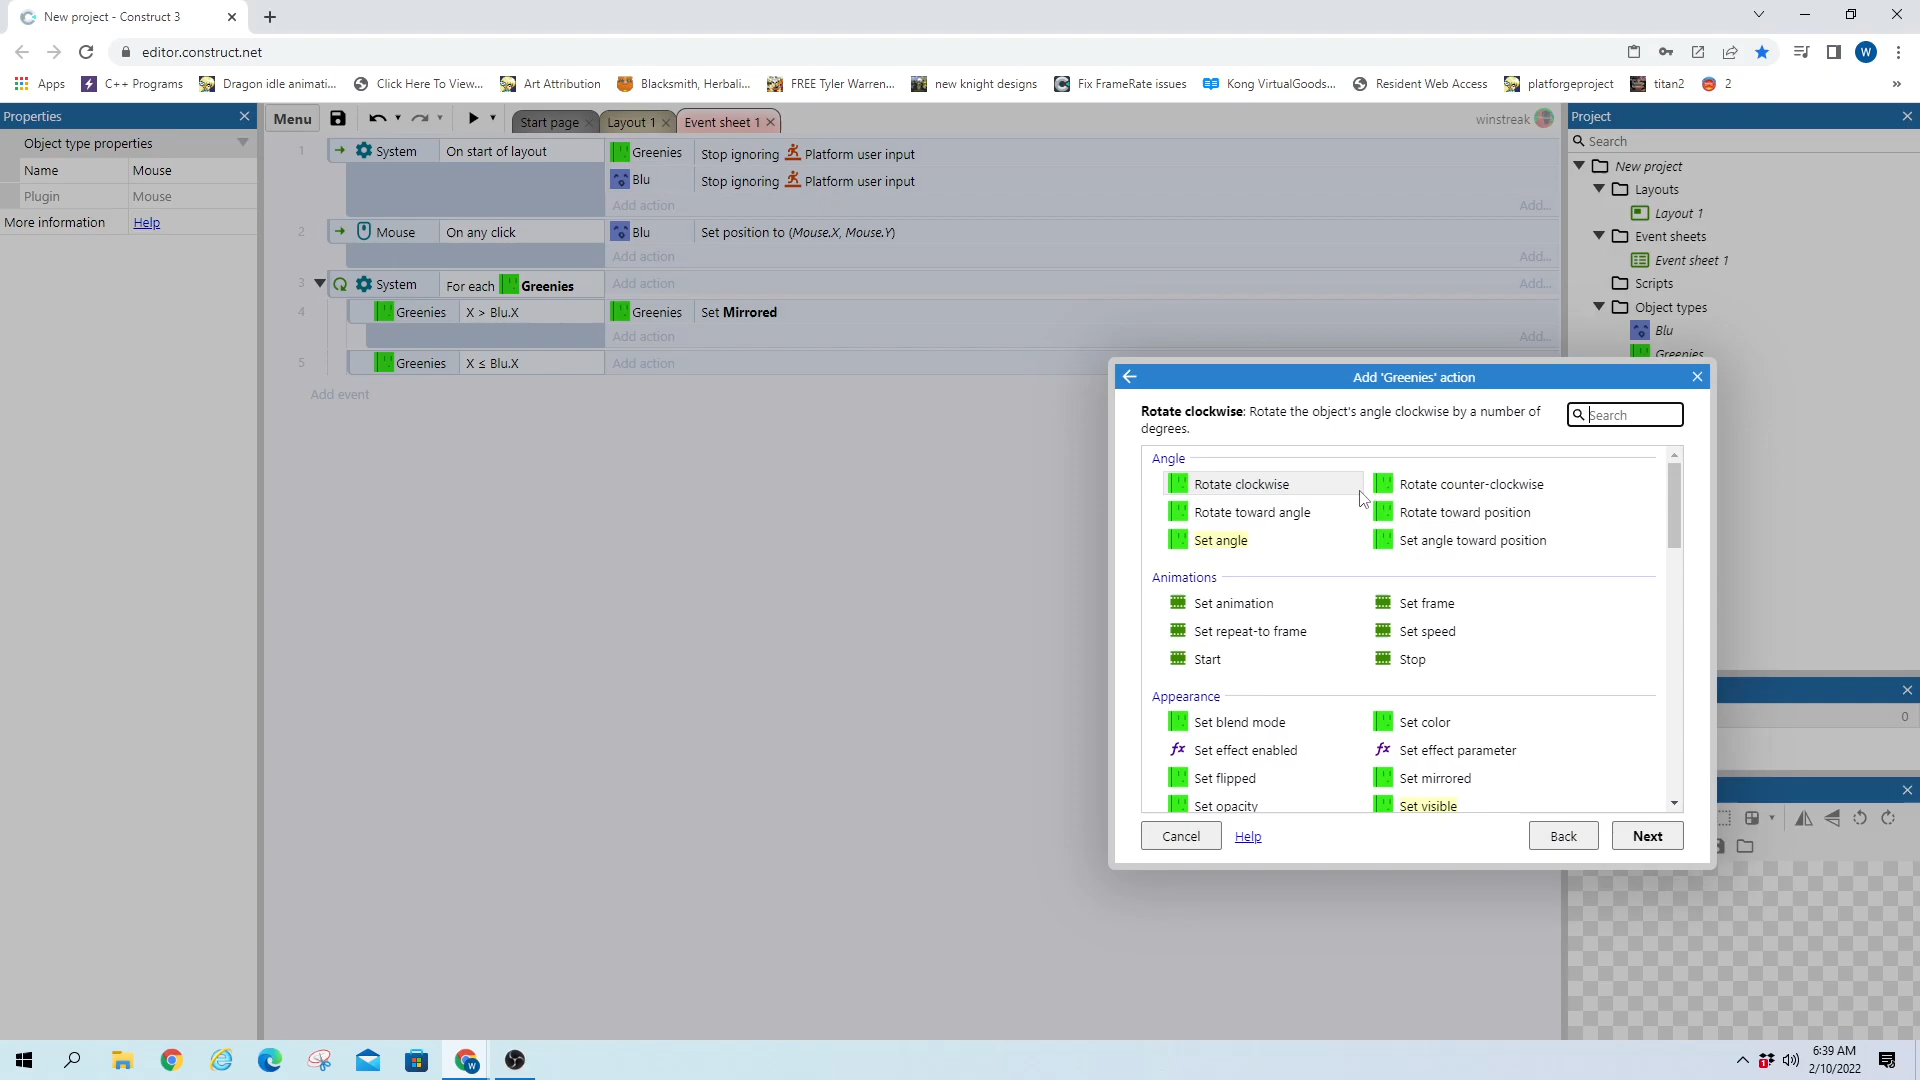 New project - Construct 3
editor.construct.net
W
Apps
C++ Programs
Dragon idle animati...
Click Here To View...
Art Attribution
Blacksmith, Herbali...
FREE Tyler Warren...
new knight designs
Fix FrameRate issues
Kong VirtualGoods...
Resident Web Access
platforgeproject
titan2
2
»
Properties
Menu
Start page
Layout 1
Event sheet 1
winstreak
Project
Object type properties
Name
Mouse
Plugin
Mouse
More information
Help
1
System
On start of layout
Greenies
Stop ignoring Platform user input
Blu
Stop ignoring Platform user input
Add action
Add...
2
Mouse
On any click
Blu
Set position to (Mouse.X, Mouse.Y)
Add action
Add...
3
System
For each Greenies
Add action
Add...
4
Greenies
X > Blu.X
Greenies
Set Mirrored
Add action
Add...
5
Greenies
X ≤ Blu.X
Add action
Add event
Search
New project
Layouts
Layout 1
Event sheets
Event sheet 1
Scripts
Object types
Blu
Greenies
Add 'Greenies' action
Rotate clockwise: Rotate the object's angle clockwise by a number of
degrees.
Search
Angle
Rotate clockwise
Rotate counter-clockwise
Rotate toward angle
Rotate toward position
Set angle
Set angle toward position
Animations
Set animation
Set frame
Set repeat-to frame
Set speed
Start
Stop
Appearance
Set blend mode
Set color
fx Set effect enabled
fx Set effect parameter
Set flipped
Set mirrored
Set opacity
Set visible
Cancel
Help
Back
Next
0
W
6:39 AM
2/10/2022